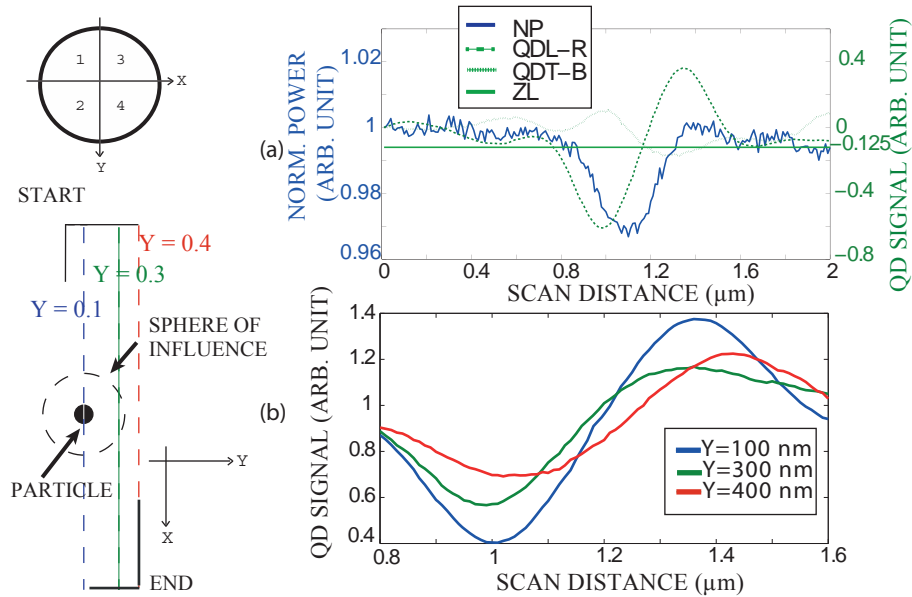 1 3
2 4
X
Y
START
Y = 0.4
Y = 0.3
Y = 0.1
SPHERE OF
INFLUENCE
PARTICLE
Y
X
END
(a)
NP
QDL-R
QDT-B
ZL
NORM. POWER
(ARB. UNIT)
1.02
1
0.98
0.96
QD SIGNAL (ARB. UNIT)
0.4
0
-0.125
-0.4
-0.8
0 0.4 0.8 1.2 1.6 2
SCAN DISTANCE (μm)
(b)
QD SIGNAL (ARB. UNIT)
1.4
1.2
1
0.8
0.6
0.4
Y=100 nm
Y=300 nm
Y=400 nm
0.8 1 1.2 1.4 1.6
SCAN DISTANCE (μm)